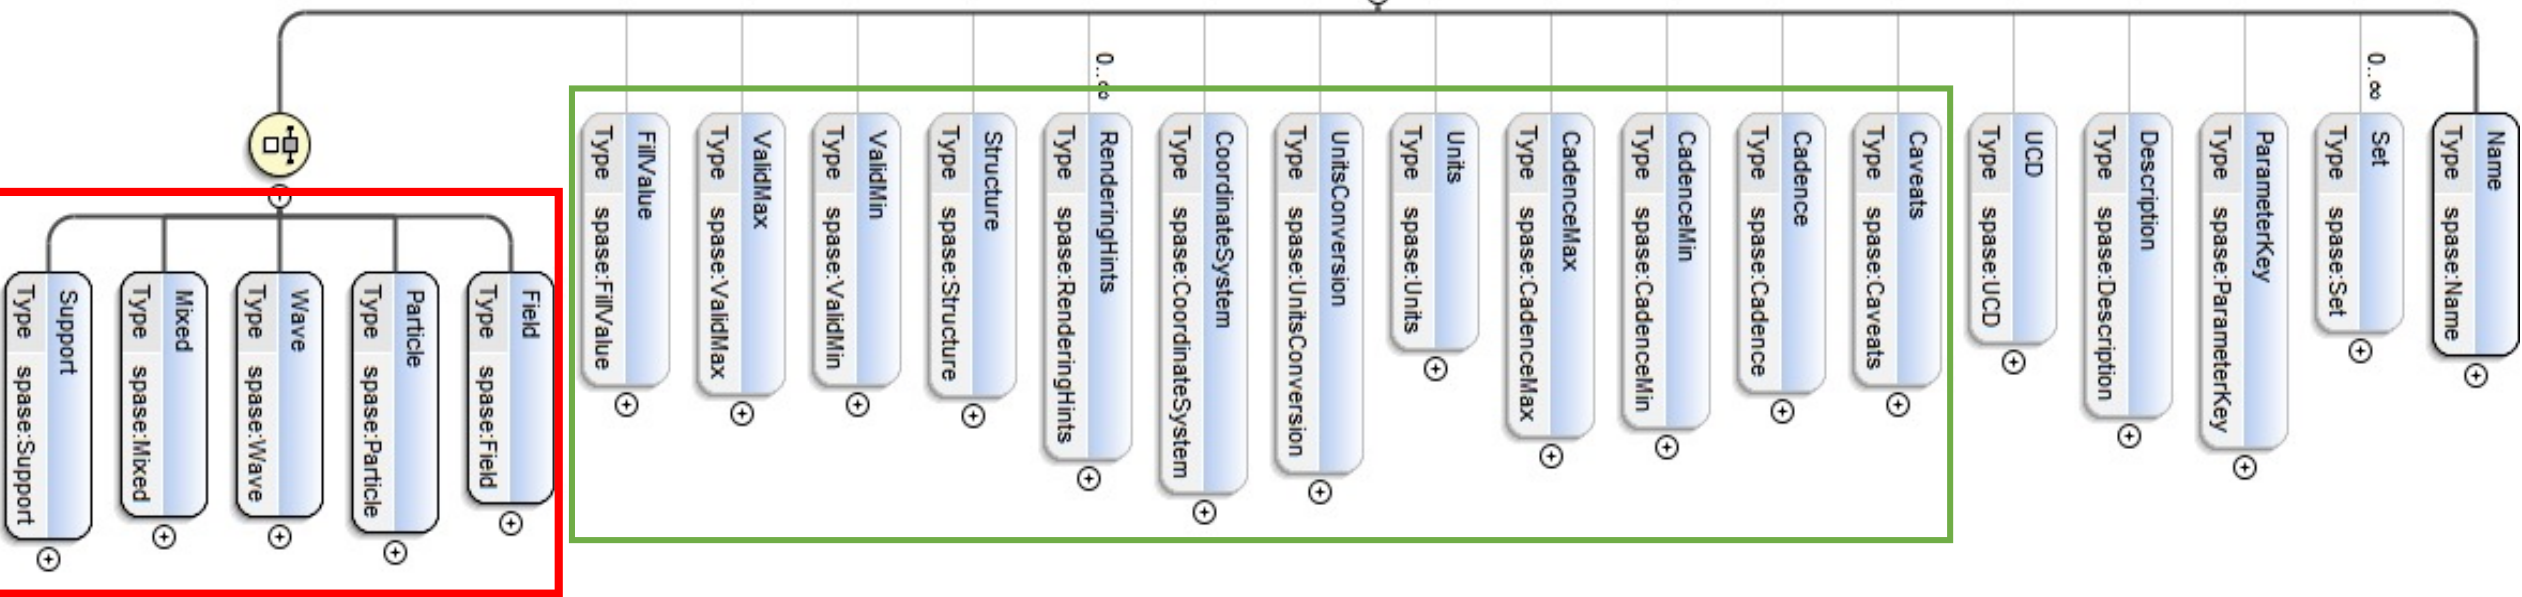 Name
Type spase:Name
0..∞
Set
Type spase:Set
ParameterKey
Type spase:ParameterKey
Description
Type spase:Description
UCD
Type spase:UCD
Caveats
Type spase:Caveats
Cadence
Type spase:Cadence
CadenceMin
Type spase:CadenceMin
CadenceMax
Type spase:CadenceMax
Units
Type spase:Units
UnitsConversion
Type spase:UnitsConversion
CoordinateSystem
Type spase:CoordinateSystem
0..∞
RenderingHints
Type spase:RenderingHints
Structure
Type spase:Structure
ValidMin
Type spase:ValidMin
ValidMax
Type spase:ValidMax
FillValue
Type spase:FillValue
Field
Type spase:Field
Particle
Type spase:Particle
Wave
Type spase:Wave
Mixed
Type spase:Mixed
Support
Type spase:Support